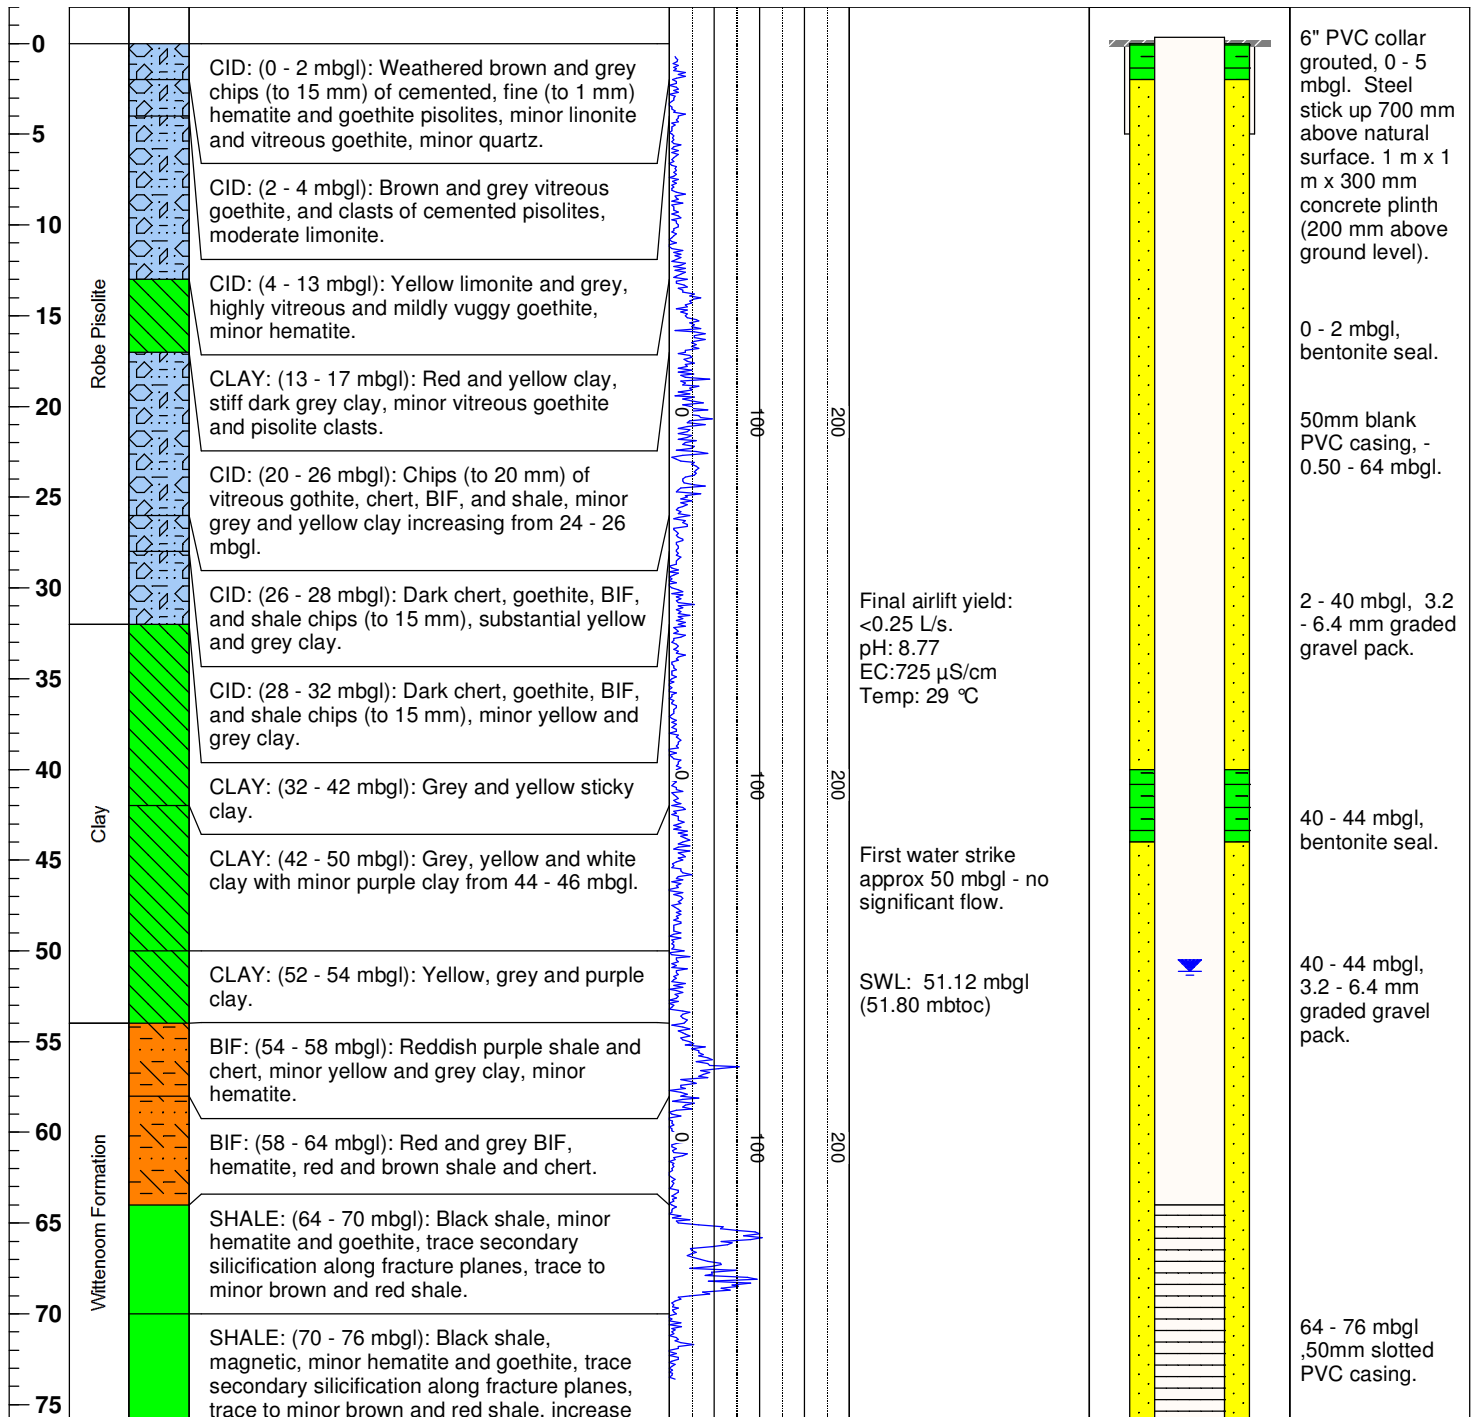 0
5
10
15
20
25
30
35
40
45
50
55
60
65
70
75
Robe Pisolite
Clay
Wittenoom Formation
CID: (0 - 2 mbgl): Weathered brown and grey
chips (to 15 mm) of cemented, fine (to 1 mm)
hematite and goethite pisolites, minor linonite
and vitreous goethite, minor quartz.
CID: (2 - 4 mbgl): Brown and grey vitreous
goethite, and clasts of cemented pisolites,
moderate limonite.
CID: (4 - 13 mbgl): Yellow limonite and grey,
highly vitreous and mildly vuggy goethite,
minor hematite.
CLAY: (13 - 17 mbgl): Red and yellow clay,
stiff dark grey clay, minor vitreous goethite
and pisolite clasts.
CID: (20 - 26 mbgl): Chips (to 20 mm) of
vitreous gothite, chert, BIF, and shale, minor
grey and yellow clay increasing from 24 - 26
mbgl.
CID: (26 - 28 mbgl): Dark chert, goethite, BIF,
and shale chips (to 15 mm), substantial yellow
and grey clay.
CID: (28 - 32 mbgl): Dark chert, goethite, BIF,
and shale chips (to 15 mm), minor yellow and
grey clay.
CLAY: (32 - 42 mbgl): Grey and yellow sticky
clay.
CLAY: (42 - 50 mbgl): Grey, yellow and white
clay with minor purple clay from 44 - 46 mbgl.
CLAY: (52 - 54 mbgl): Yellow, grey and purple
clay.
BIF: (54 - 58 mbgl): Reddish purple shale and
chert, minor yellow and grey clay, minor
hematite.
BIF: (58 - 64 mbgl): Red and grey BIF,
hematite, red and brown shale and chert.
SHALE: (64 - 70 mbgl): Black shale, minor
hematite and goethite, trace secondary
silicification along fracture planes, trace to
minor brown and red shale.
SHALE: (70 - 76 mbgl): Black shale,
magnetic, minor hematite and goethite, trace
secondary silicification along fracture planes,
trace to minor brown and red shale, increase
0 100 200
0 100 200
0 100 200
Final airlift yield:
<0.25 L/s.
pH: 8.77
EC:725 µS/cm
Temp: 29 °C
First water strike
approx 50 mbgl - no
significant flow.
SWL: 51.12 mbgl
(51.80 mbtoc)
6" PVC collar
grouted, 0 - 5
mbgl. Steel
stick up 700 mm
above natural
surface. 1 m x 1
m x 300 mm
concrete plinth
(200 mm above
ground level).
0 - 2 mbgl,
bentonite seal.
50mm blank
PVC casing, -
0.50 - 64 mbgl.
2 - 40 mbgl, 3.2
- 6.4 mm graded
gravel pack.
40 - 44 mbgl,
bentonite seal.
40 - 44 mbgl,
3.2 - 6.4 mm
graded gravel
pack.
64 - 76 mbgl
,50mm slotted
PVC casing.